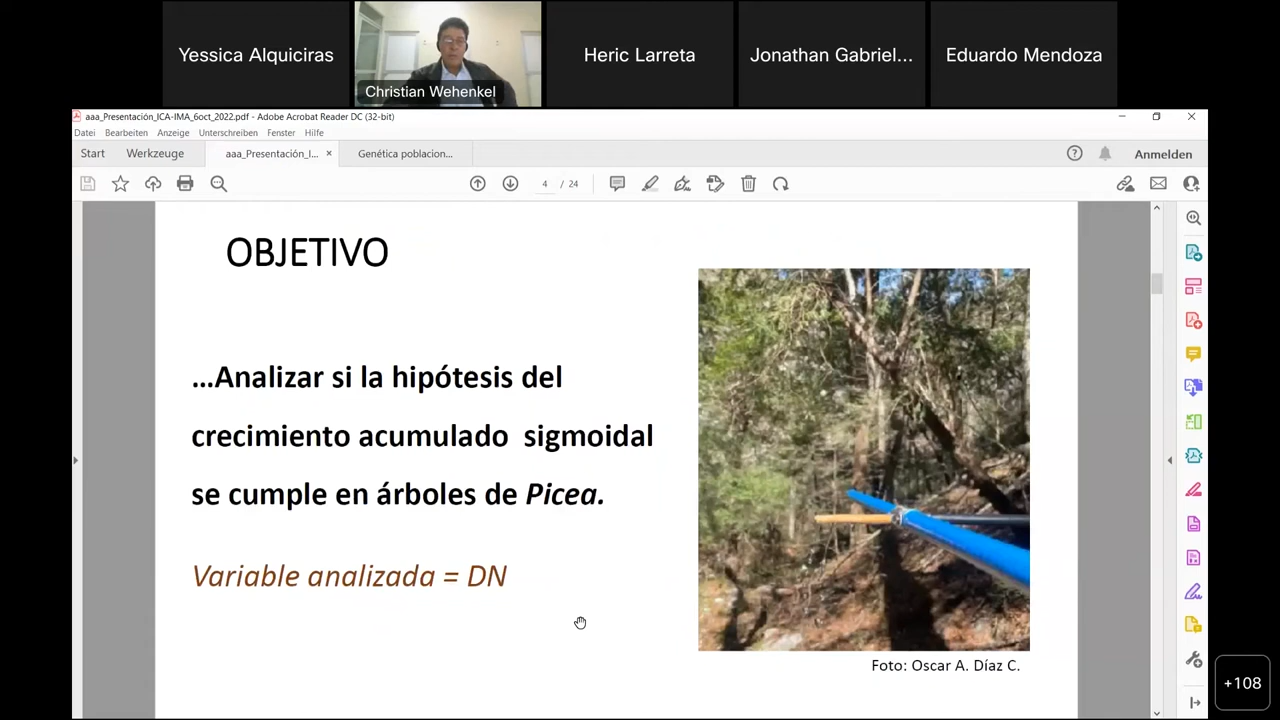 Yessica Alquiciras
Christian Wehenkel
Heric Larreta
Jonathan Gabriel...
Eduardo Mendoza
aaa_Presentación_ICA-IMA_6oct_2022.pdf - Adobe Acrobat Reader DC (32-bit)
Datei Bearbeiten Anzeige Unterschreiben Fenster Hilfe
Start Werkzeuge aaa_Presentación_I... × Genética poblacion... Anmelden
4 / 24
OBJETIVO
...Analizar si la hipótesis del
crecimiento acumulado sigmoidal
se cumple en árboles de Picea.
Variable analizada = DN
Foto: Oscar A. Díaz C.
+108